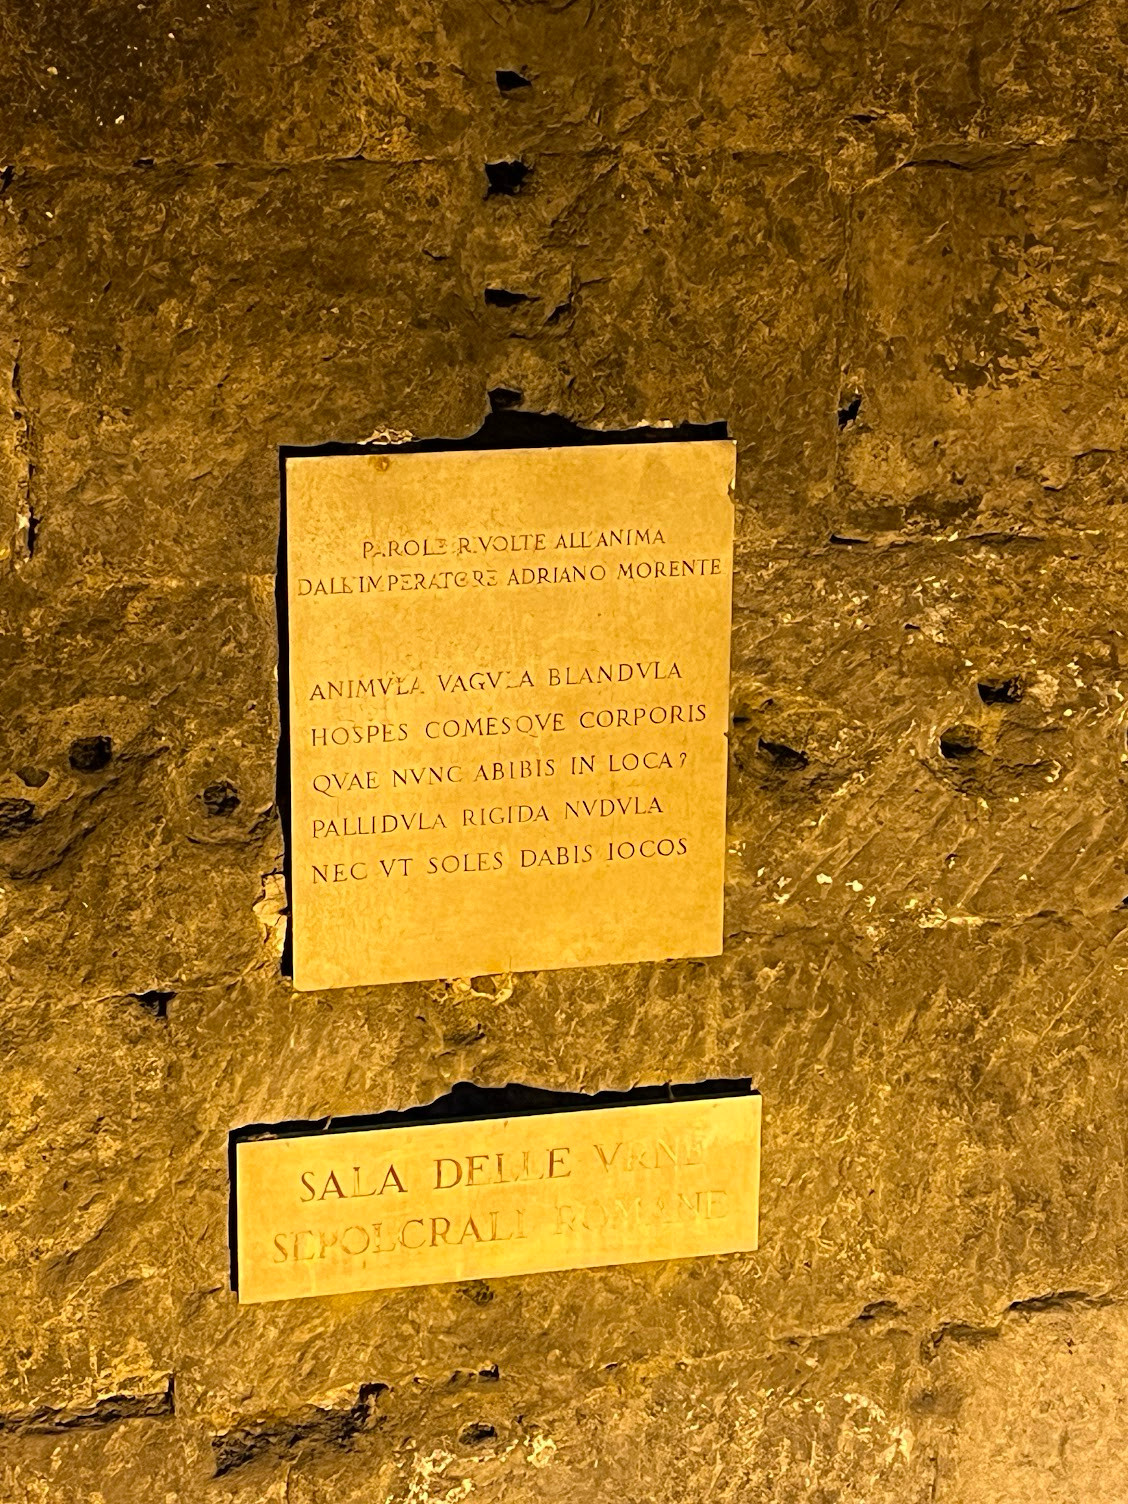 PAROLE RIVOLTE ALL'ANIMA
DALL'IMPERATORE ADRIANO MORENTE
ANIMVLA VAGVLA BLANDVLA
HOSPES COMESQVE CORPORIS
QVAE NVNC ABIBIS IN LOCA?
PALLIDVLA RIGIDA NVDVLA
NEC VT SOLES DABIS IOCOS
SALA DELLE VRNE
SEPOLCRALI ROMANE